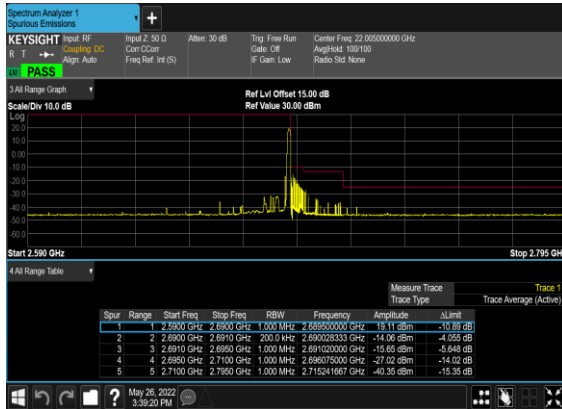 Spectrum Analyzer 1
Spurious Emissions
+
KEYSIGHT Input: RF Input Z: 50 Ω Atten: 30 dB Trig: Free Run Center Freq: 22.005000000 GHz
R T Coupling: DC Corr CCorr Gate: Off Avg|Hold: 100/100
Align: Auto Freq Ref: Int (S) IF Gain: Low Radio Std: None
LV PASS
3 All Range Graph
Ref Lvl Offset 15.00 dB
Scale/Div 10.0 dB Ref Value 30.00 dBm
Log
20.0
10.0
0.00
-10.0
-20.0
-30.0
-40.0
-50.0
-60.0
Start 2.590 GHz Stop 2.795 GH
4 All Range Table
Measure Trace Trace 1
Trace Type Trace Average (Active)
Spur Range Start Freq Stop Freq RBW Frequency Amplitude ΔLimit
1 1 2.5900 GHz 2.6900 GHz 1.000 MHz 2.689500000 GHz 19.11 dBm -10.89 dB
2 2 2.6900 GHz 2.6910 GHz 200.0 kHz 2.690028333 GHz -14.06 dBm -4.055 dB
3 3 2.6910 GHz 2.6950 GHz 1.000 MHz 2.691020000 GHz -15.65 dBm -5.648 dB
4 4 2.6950 GHz 2.7100 GHz 1.000 MHz 2.696075000 GHz -27.02 dBm -14.02 dB
5 5 2.7100 GHz 2.7950 GHz 1.000 MHz 2.715241667 GHz -40.35 dBm -15.35 dB
? May 26, 2022
3:39:20 PM